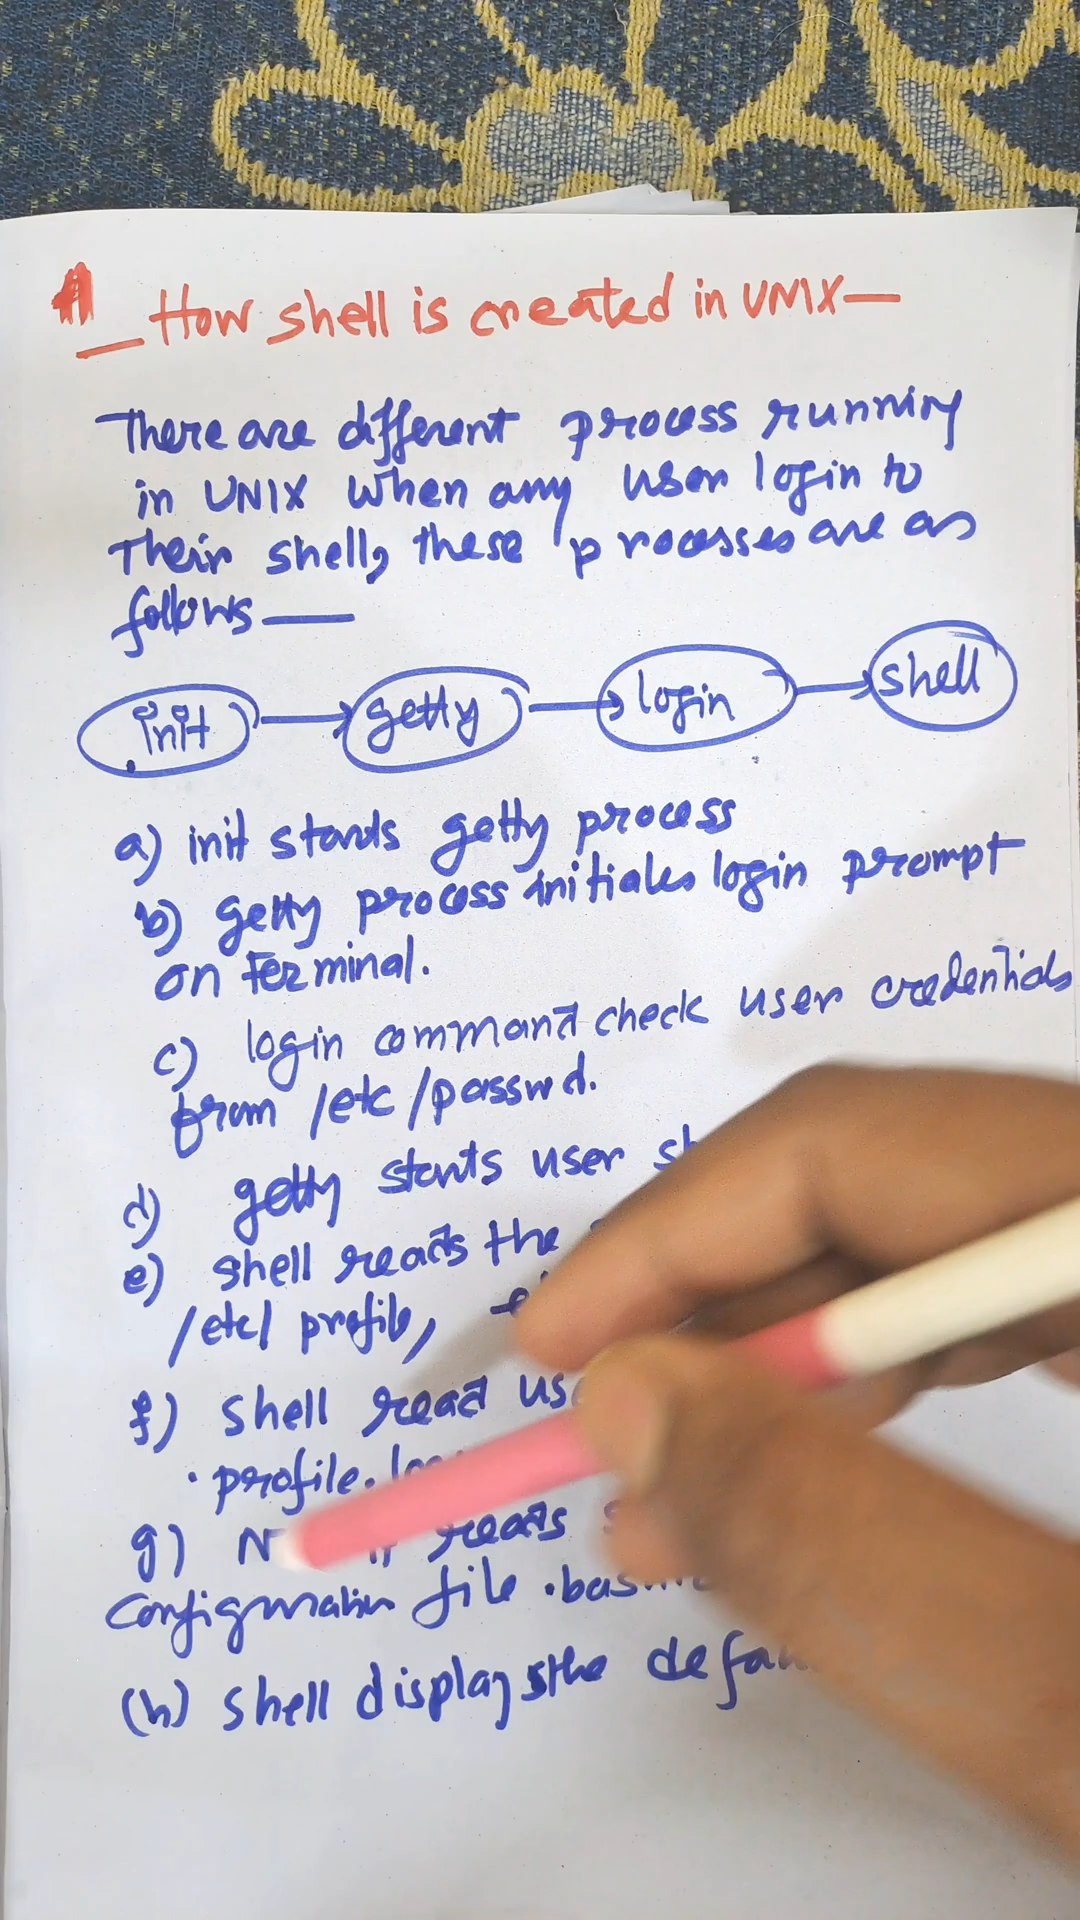 How shell is created in UNIX—
There are different process running
in UNIX when any user login to
Their shell, these processes are as
follows —
init → getty → login → shell
a) init starts getty process
b) getty process initiales login prompt
on Terminal.
c) login command check user credentials
from /etc/passwd.
d) getty starts user
e) shell reads the
/etc/profile,
f) shell read
.profile.
g) reads
configuration file
(h) shell displays the